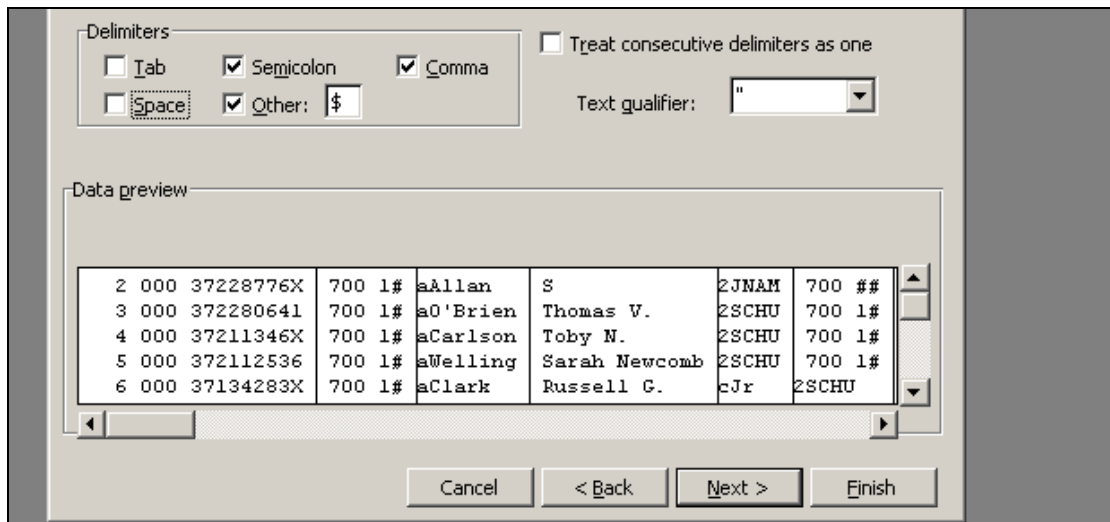 Delimiters
Treat consecutive delimiters as one
Tab Semicolon Comma
Space Other: $
Text qualifier: "
Data preview
2 000 37228776X 700 1# aAllan S 2JNAM 700 ##
3 000 372280641 700 1# aO'Brien Thomas V. 2SCHU 700 1#
4 000 37211346X 700 1# aCarlson Toby N. 2SCHU 700 1#
5 000 372112536 700 1# aWelling Sarah Newcomb 2SCHU 700 1#
6 000 37134283X 700 1# aClark Russell G. cJr 2SCHU
Cancel < Back Next > Finish